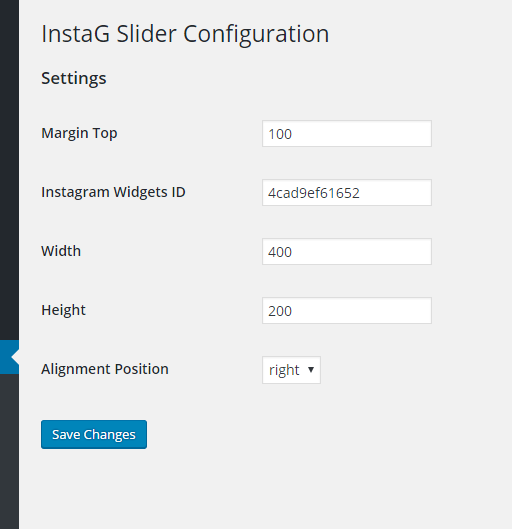 InstaG Slider Configuration
Settings
Margin Top 100
Instagram Widgets ID 4cad9ef61652
Width 400
Height 200
Alignment Position right
Save Changes